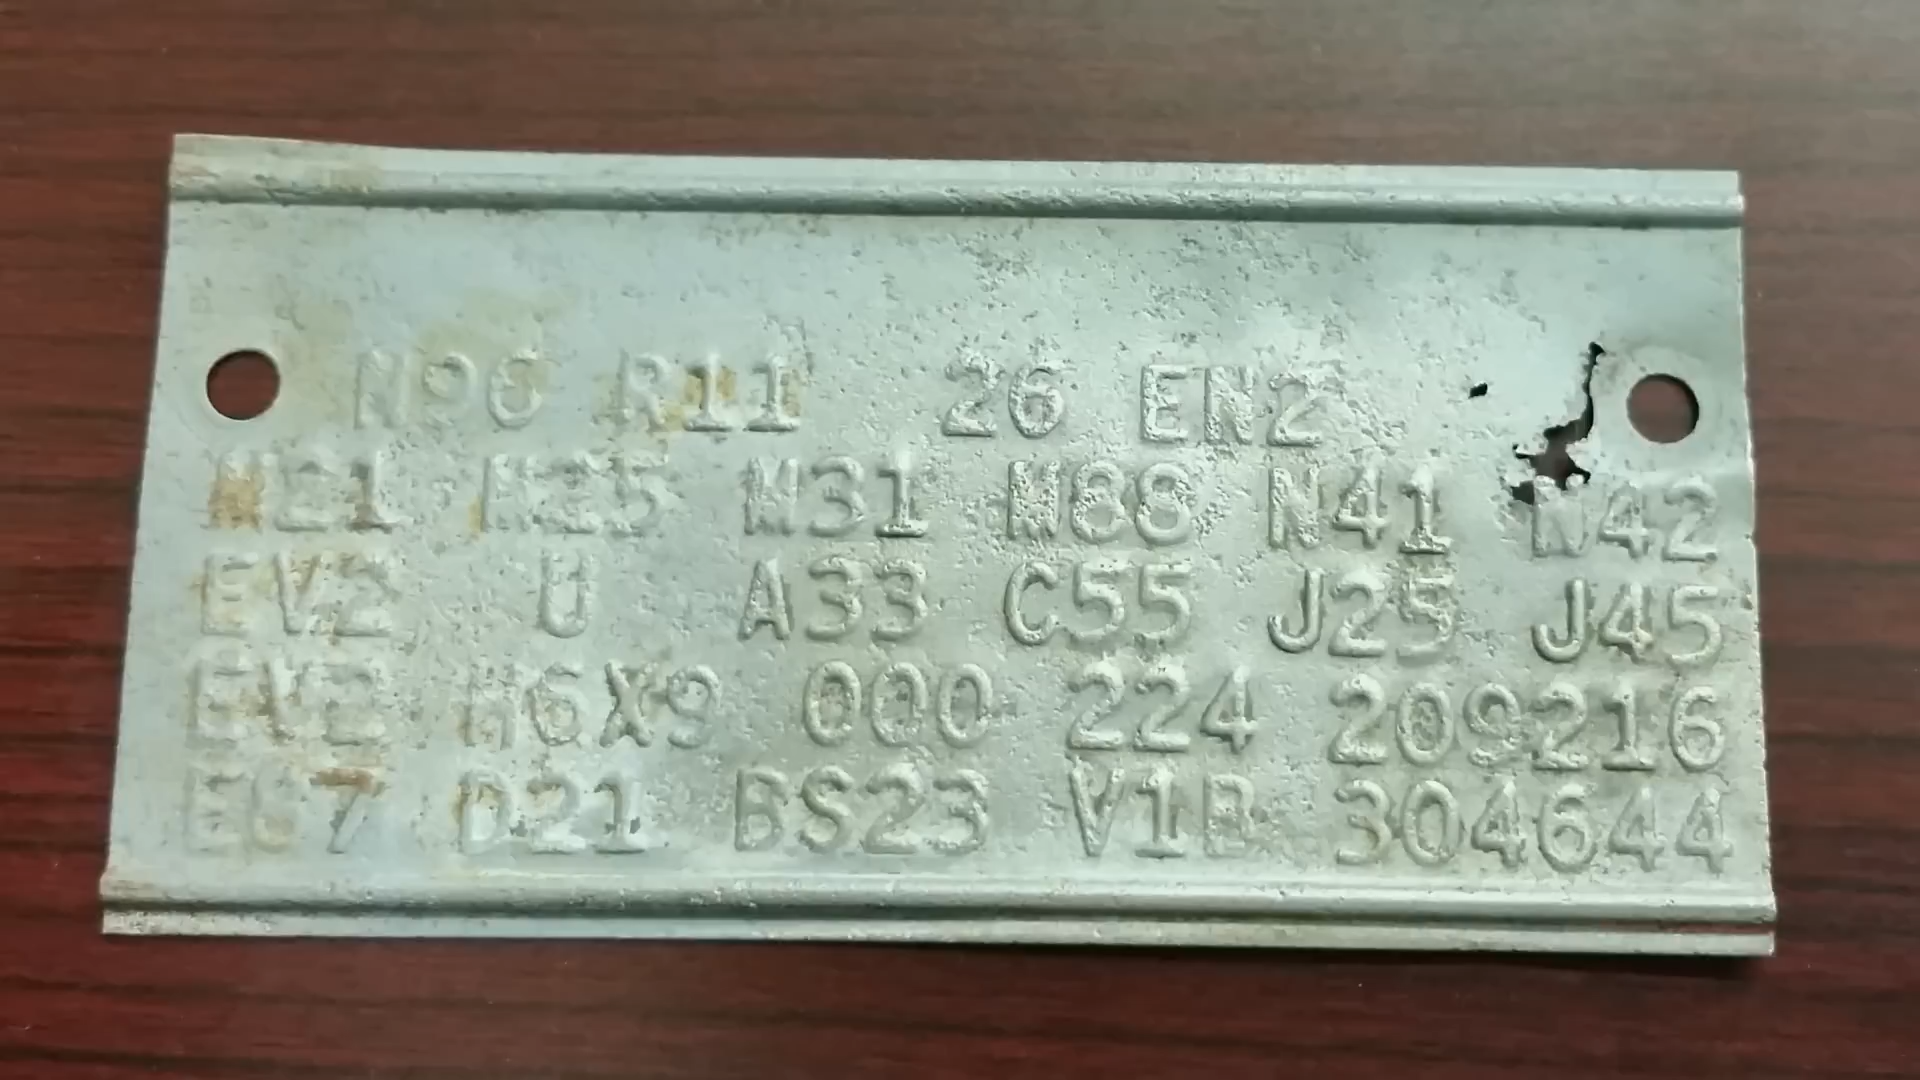 N96 R11 26 EN2
M21 M25 M31 M88 N41 N42
EV2 U A33 C55 J25 J45
EV2 H6X9 000 224 209216
E87 D21 BS23 V1B 304644